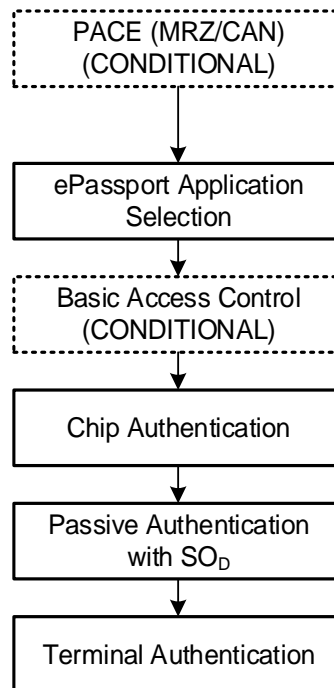 PACE (MRZ/CAN)
(CONDITIONAL)
ePassport Application
Selection
Basic Access Control
(CONDITIONAL)
Chip Authentication
Passive Authentication
with SOD
Terminal Authentication